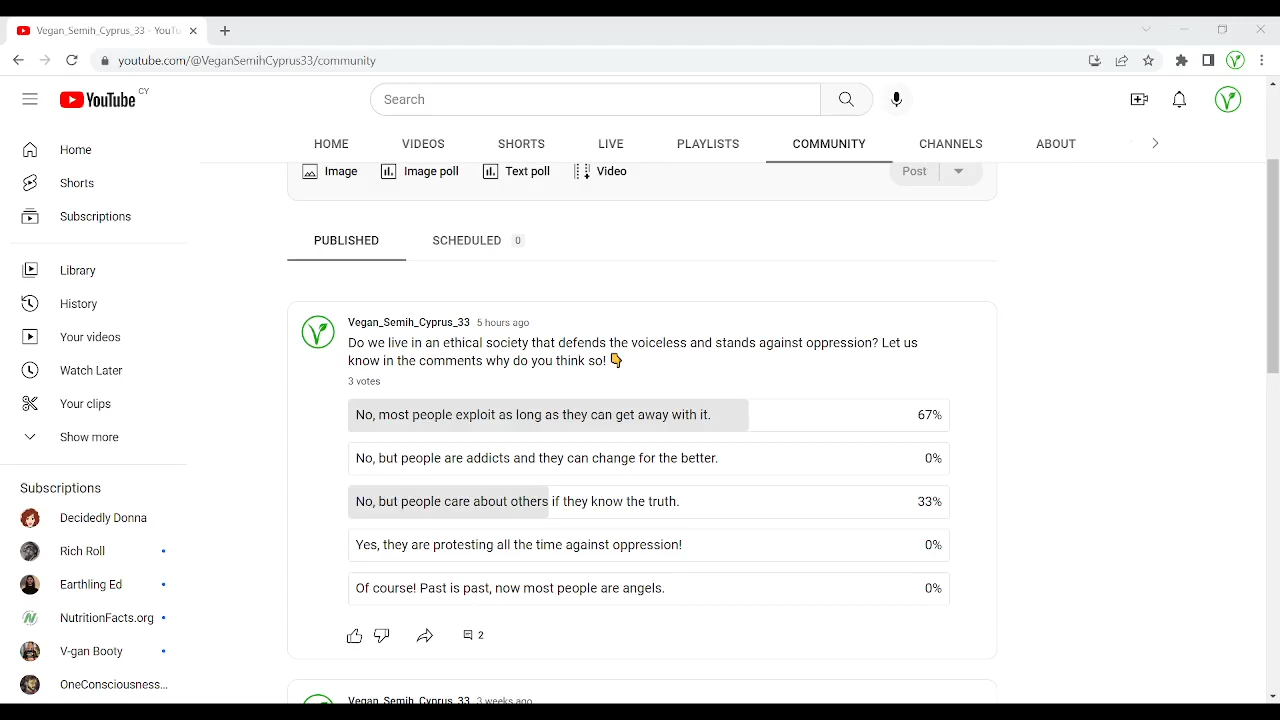 Vegan_Semih_Cyprus_33 - YouTu
youtube.com/@VeganSemihCyprus33/community
YouTube CY
Search
HOME VIDEOS SHORTS LIVE PLAYLISTS COMMUNITY CHANNELS ABOUT
Home
Shorts
Subscriptions
Library
History
Your videos
Watch Later
Your clips
Show more
Subscriptions
Decidedly Donna
Rich Roll
Earthling Ed
NutritionFacts.org
V-gan Booty
OneConsciousness...
Image Image poll Text poll Video Post
PUBLISHED SCHEDULED 0
Vegan_Semih_Cyprus_33 5 hours ago
Do we live in an ethical society that defends the voiceless and stands against oppression? Let us
know in the comments why do you think so! 👇
3 votes
No, most people exploit as long as they can get away with it. 67%
No, but people are addicts and they can change for the better. 0%
No, but people care about others if they know the truth. 33%
Yes, they are protesting all the time against oppression! 0%
Of course! Past is past, now most people are angels. 0%
2
Vegan_Semih_Cyprus_33 3 weeks ago